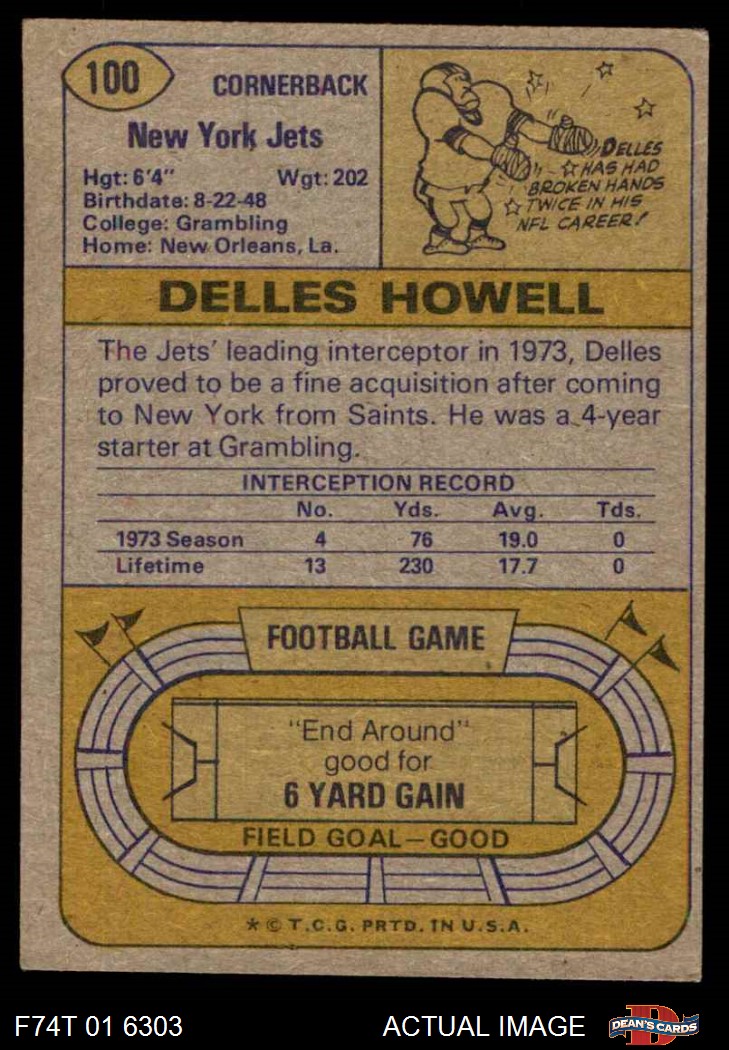 100
CORNERBACK
New York Jets
Hgt: 6'4" Wgt: 202
Birthdate: 8-22-48
College: Grambling
Home: New Orleans, La.
DELLES
HAS HAD
BROKEN HANDS
TWICE IN HIS
NFL CAREER!
DELLES HOWELL
The Jets' leading interceptor in 1973, Delles
proved to be a fine acquisition after coming
to New York from Saints. He was a 4-year
starter at Grambling.
INTERCEPTION RECORD
No. Yds. Avg. Tds.
1973 Season 4 76 19.0 0
Lifetime 13 230 17.7 0
FOOTBALL GAME
"End Around"
good for
6 YARD GAIN
FIELD GOAL—GOOD
* © T.C.G. PRTD. IN U.S.A.
F74T 01 6303 ACTUAL IMAGE
D
DEAN'S CARDS